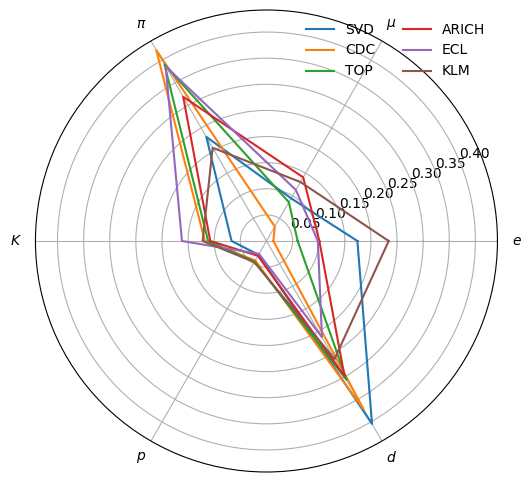 π
μ
SVD ARICH
CDC ECL
TOP KLM
0.40
0.35
0.30
0.25
0.20
0.15
0.10
0.05
K
e
p
d